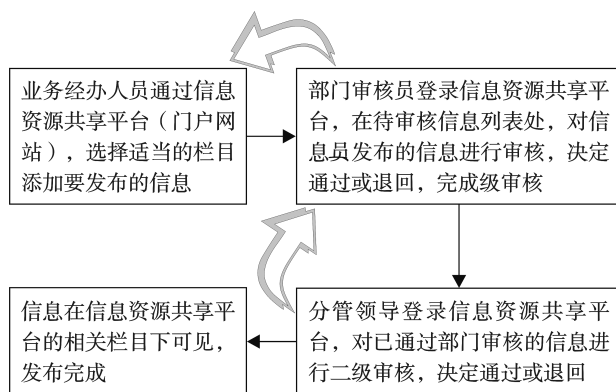 业务经办人员通过信息
资源共享平台（门户网
站），选择适当的栏目
添加要发布的信息
部门审核员登录信息资源共享平
台，在待审核信息列表处，对信
息员发布的信息进行审核，决定
通过或退回，完成级审核
分管领导登录信息资源共享平
台，对已通过部门审核的信息进
行二级审核，决定通过或退回
信息在信息资源共享平
台的相关栏目下可见，
发布完成